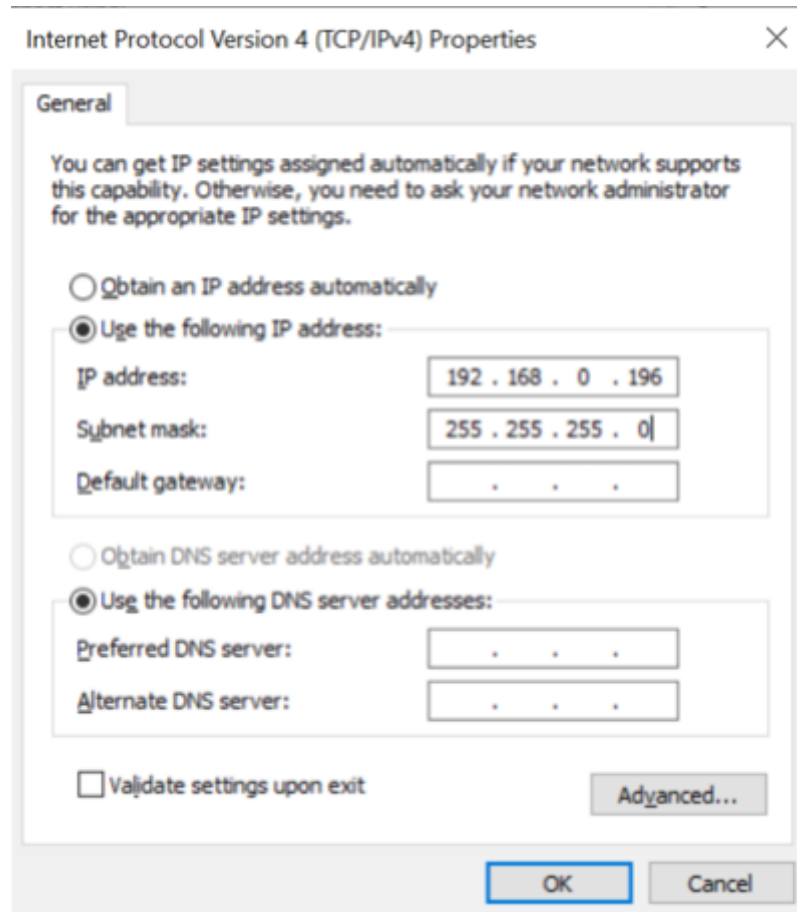 Internet Protocol Version 4 (TCP/IPv4) Properties
General
You can get IP settings assigned automatically if your network supports
this capability. Otherwise, you need to ask your network administrator
for the appropriate IP settings.
Obtain an IP address automatically
Use the following IP address:
IP address: 192 . 168 . 0 . 196
Subnet mask: 255 . 255 . 255 . 0
Default gateway: . . .
Obtain DNS server address automatically
Use the following DNS server addresses:
Preferred DNS server: . . .
Alternate DNS server: . . .
Validate settings upon exit
Advanced...
OK Cancel